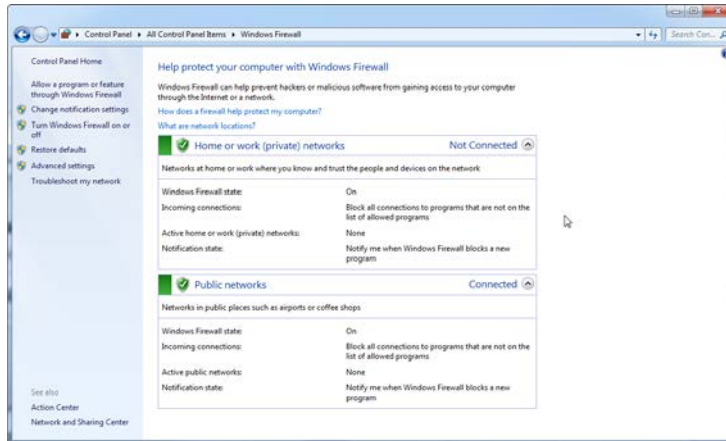 Control Panel ▸ All Control Panel Items ▸ Windows Firewall
Search Con...
Control Panel Home
Allow a program or feature
through Windows Firewall
Change notification settings
Turn Windows Firewall on or
off
Restore defaults
Advanced settings
Troubleshoot my network
See also
Action Center
Network and Sharing Center
Help protect your computer with Windows Firewall
Windows Firewall can help prevent hackers or malicious software from gaining access to your computer
through the Internet or a network.
How does a firewall help protect my computer?
What are network locations?
Home or work (private) networks Not Connected
Networks at home or work where you know and trust the people and devices on the network
Windows Firewall state: On
Incoming connections: Block all connections to programs that are not on the
list of allowed programs
Active home or work (private) networks: None
Notification state: Notify me when Windows Firewall blocks a new
program
Public networks Connected
Networks in public places such as airports or coffee shops
Windows Firewall state: On
Incoming connections: Block all connections to programs that are not on the
list of allowed programs
Active public networks: None
Notification state: Notify me when Windows Firewall blocks a new
program